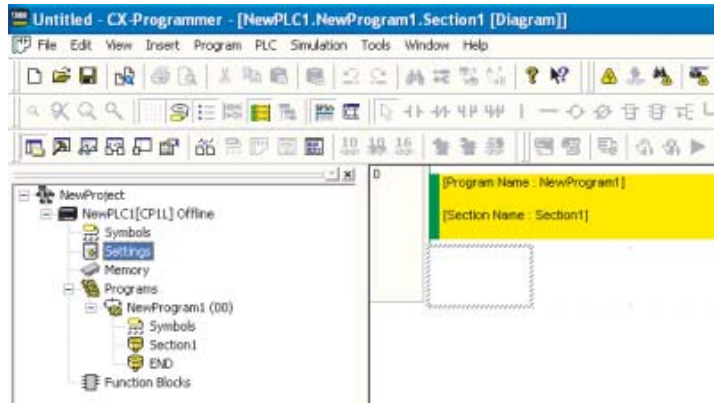 Untitled - CX-Programmer - [NewPLC1.NewProgram1.Section1 [Diagram]]
File Edit View Insert Program PLC Simulation Tools Window Help
10 16
NewProject
NewPLC1[CP1L] Offline
Symbols
Settings
Memory
Programs
NewProgram1 (00)
Symbols
Section1
END
Function Blocks
0
[Program Name : NewProgram1]
[Section Name : Section1]